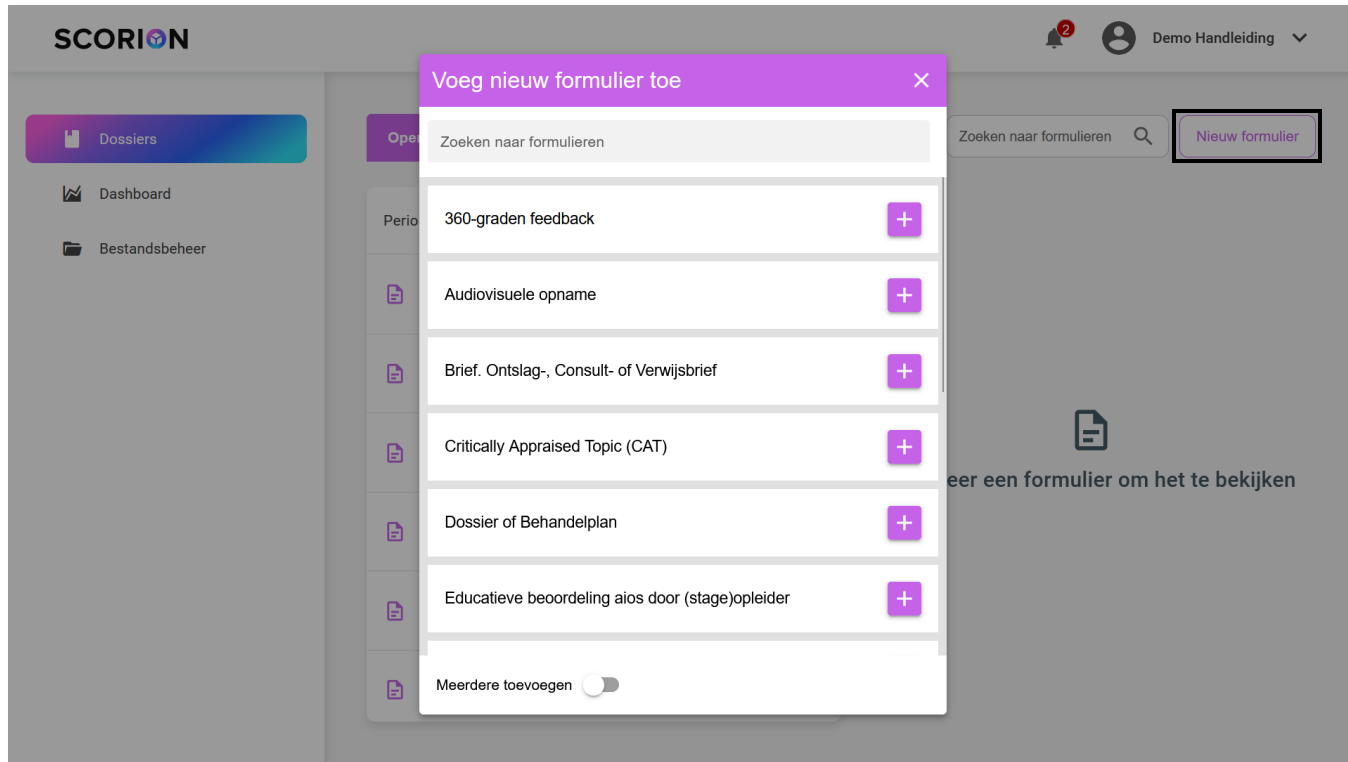 SCORION
2
Demo Handleiding
Voeg nieuw formulier toe
Dossiers
Dashboard
Bestandsbeheer
Zoeken naar formulieren
Zoeken naar formulieren
Nieuw formulier
360-graden feedback
Audiovisuele opname
Brief. Ontslag-, Consult- of Verwijsbrief
Critically Appraised Topic (CAT)
Dossier of Behandelplan
Educatieve beoordeling aios door (stage)opleider
een formulier om het te bekijken
Meerdere toevoegen